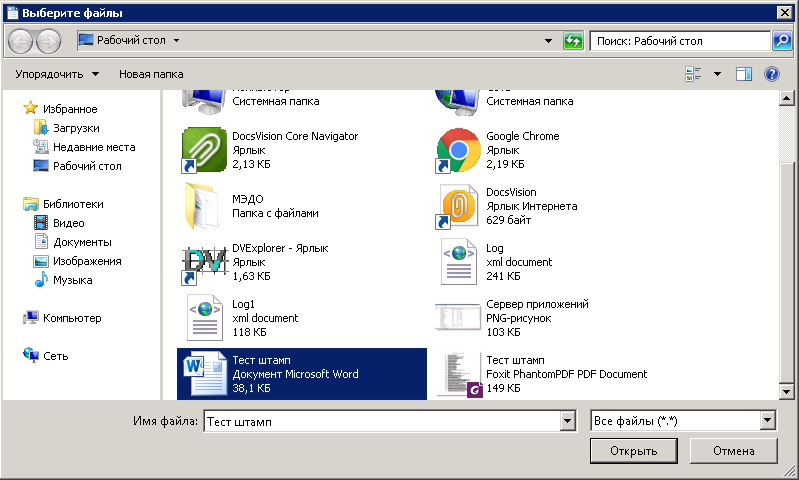 Выберите файлы
Рабочий стол
Поиск: Рабочий стол
Упорядочить
Новая папка
Избранное
Загрузки
Недавние места
Рабочий стол
Библиотеки
Видео
Документы
Изображения
Музыка
Компьютер
Сеть
Системная папка
Системная папка
DocsVision Core Navigator
Ярлык
2,13 КБ
Google Chrome
Ярлык
2,19 КБ
МЭДО
Папка с файлами
DocsVision
Ярлык Интернета
629 байт
DVExplorer - Ярлык
Ярлык
1,63 КБ
Log
xml document
241 КБ
Log1
xml document
118 КБ
Сервер приложений
PNG-рисунок
103 КБ
Тест штамп
Документ Microsoft Word
38,1 КБ
Тест штамп
Foxit PhantomPDF PDF Document
149 КБ
Имя файла:
Тест штамп
Все файлы (*.*)
Открыть
Отмена